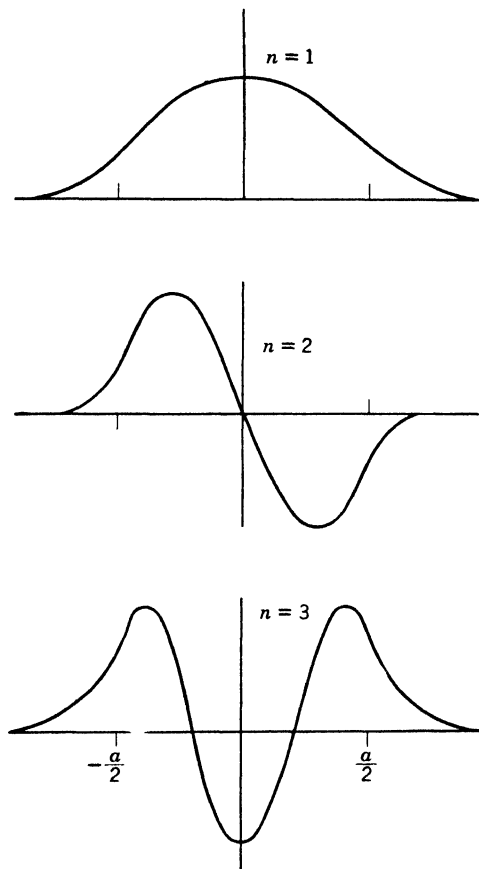 n = 1
n = 2
n = 3
-a/2
a/2